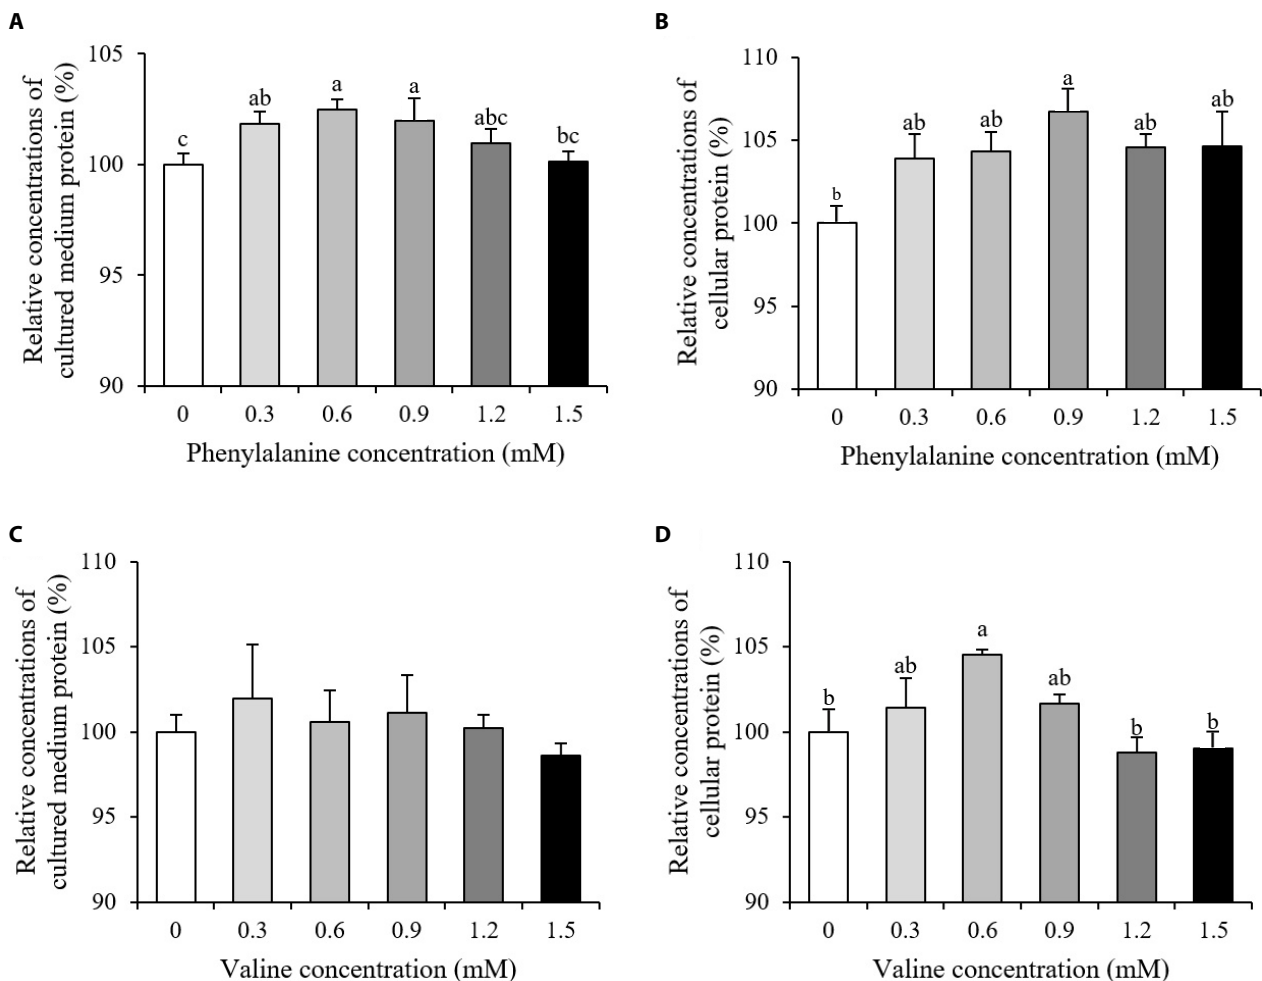 A
Relative concentrations of
cultured medium protein (%)
105
100
95
90
c
ab
a
a
abc
bc
0 0.3 0.6 0.9 1.2 1.5
Phenylalanine concentration (mM)
B
Relative concentrations of
cellular protein (%)
110
105
100
95
90
b
ab
ab
a
ab
ab
0 0.3 0.6 0.9 1.2 1.5
Phenylalanine concentration (mM)
C
Relative concentrations of
cultured medium protein (%)
110
105
100
95
90
0 0.3 0.6 0.9 1.2 1.5
Valine concentration (mM)
D
Relative concentrations of
cellular protein (%)
110
105
100
95
90
b
ab
a
ab
b
b
0 0.3 0.6 0.9 1.2 1.5
Valine concentration (mM)